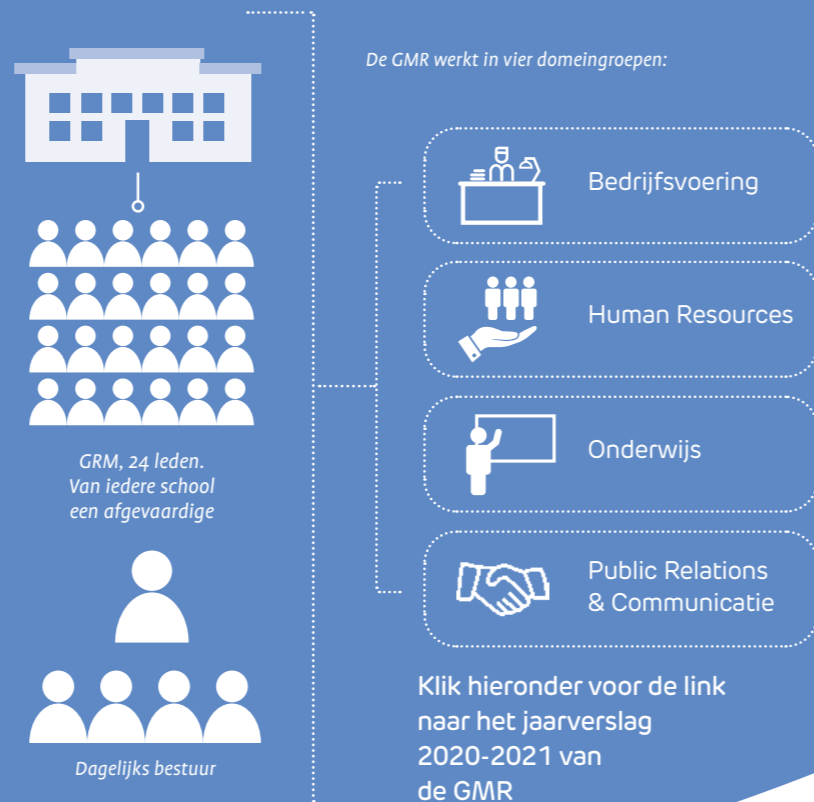 De GMR werkt in vier domeingroepen:
Bedrijfsvoering
Human Resources
Onderwijs
Public Relations
& Communicatie
GRM, 24 leden.
Van iedere school
een afgevaardige
Dagelijks bestuur
Klik hieronder voor de link
naar het jaarverslag
2020-2021 van
de GMR